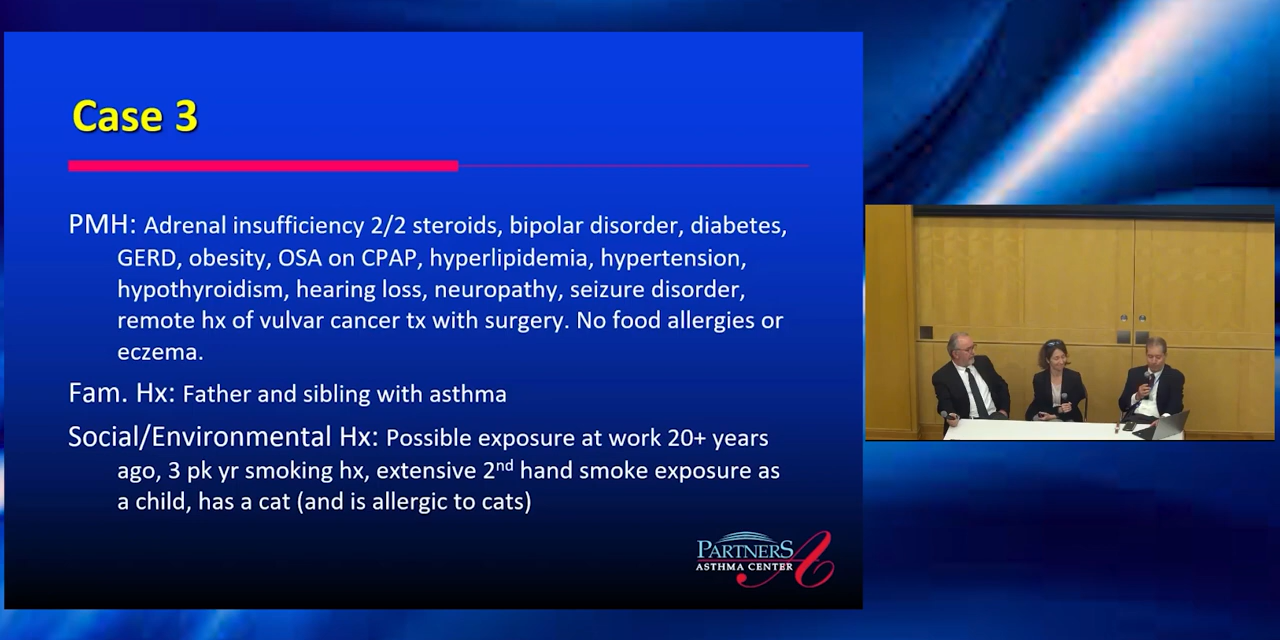 Case 3
PMH: Adrenal insufficiency 2/2 steroids, bipolar disorder, diabetes,
GERD, obesity, OSA on CPAP, hyperlipidemia, hypertension,
hypothyroidism, hearing loss, neuropathy, seizure disorder,
remote hx of vulvar cancer tx with surgery. No food allergies or
eczema.
Fam. Hx: Father and sibling with asthma
Social/Environmental Hx: Possible exposure at work 20+ years
ago, 3 pk yr smoking hx, extensive 2nd hand smoke exposure as
a child, has a cat (and is allergic to cats)
PARTNERS
ASTHMA CENTER
A